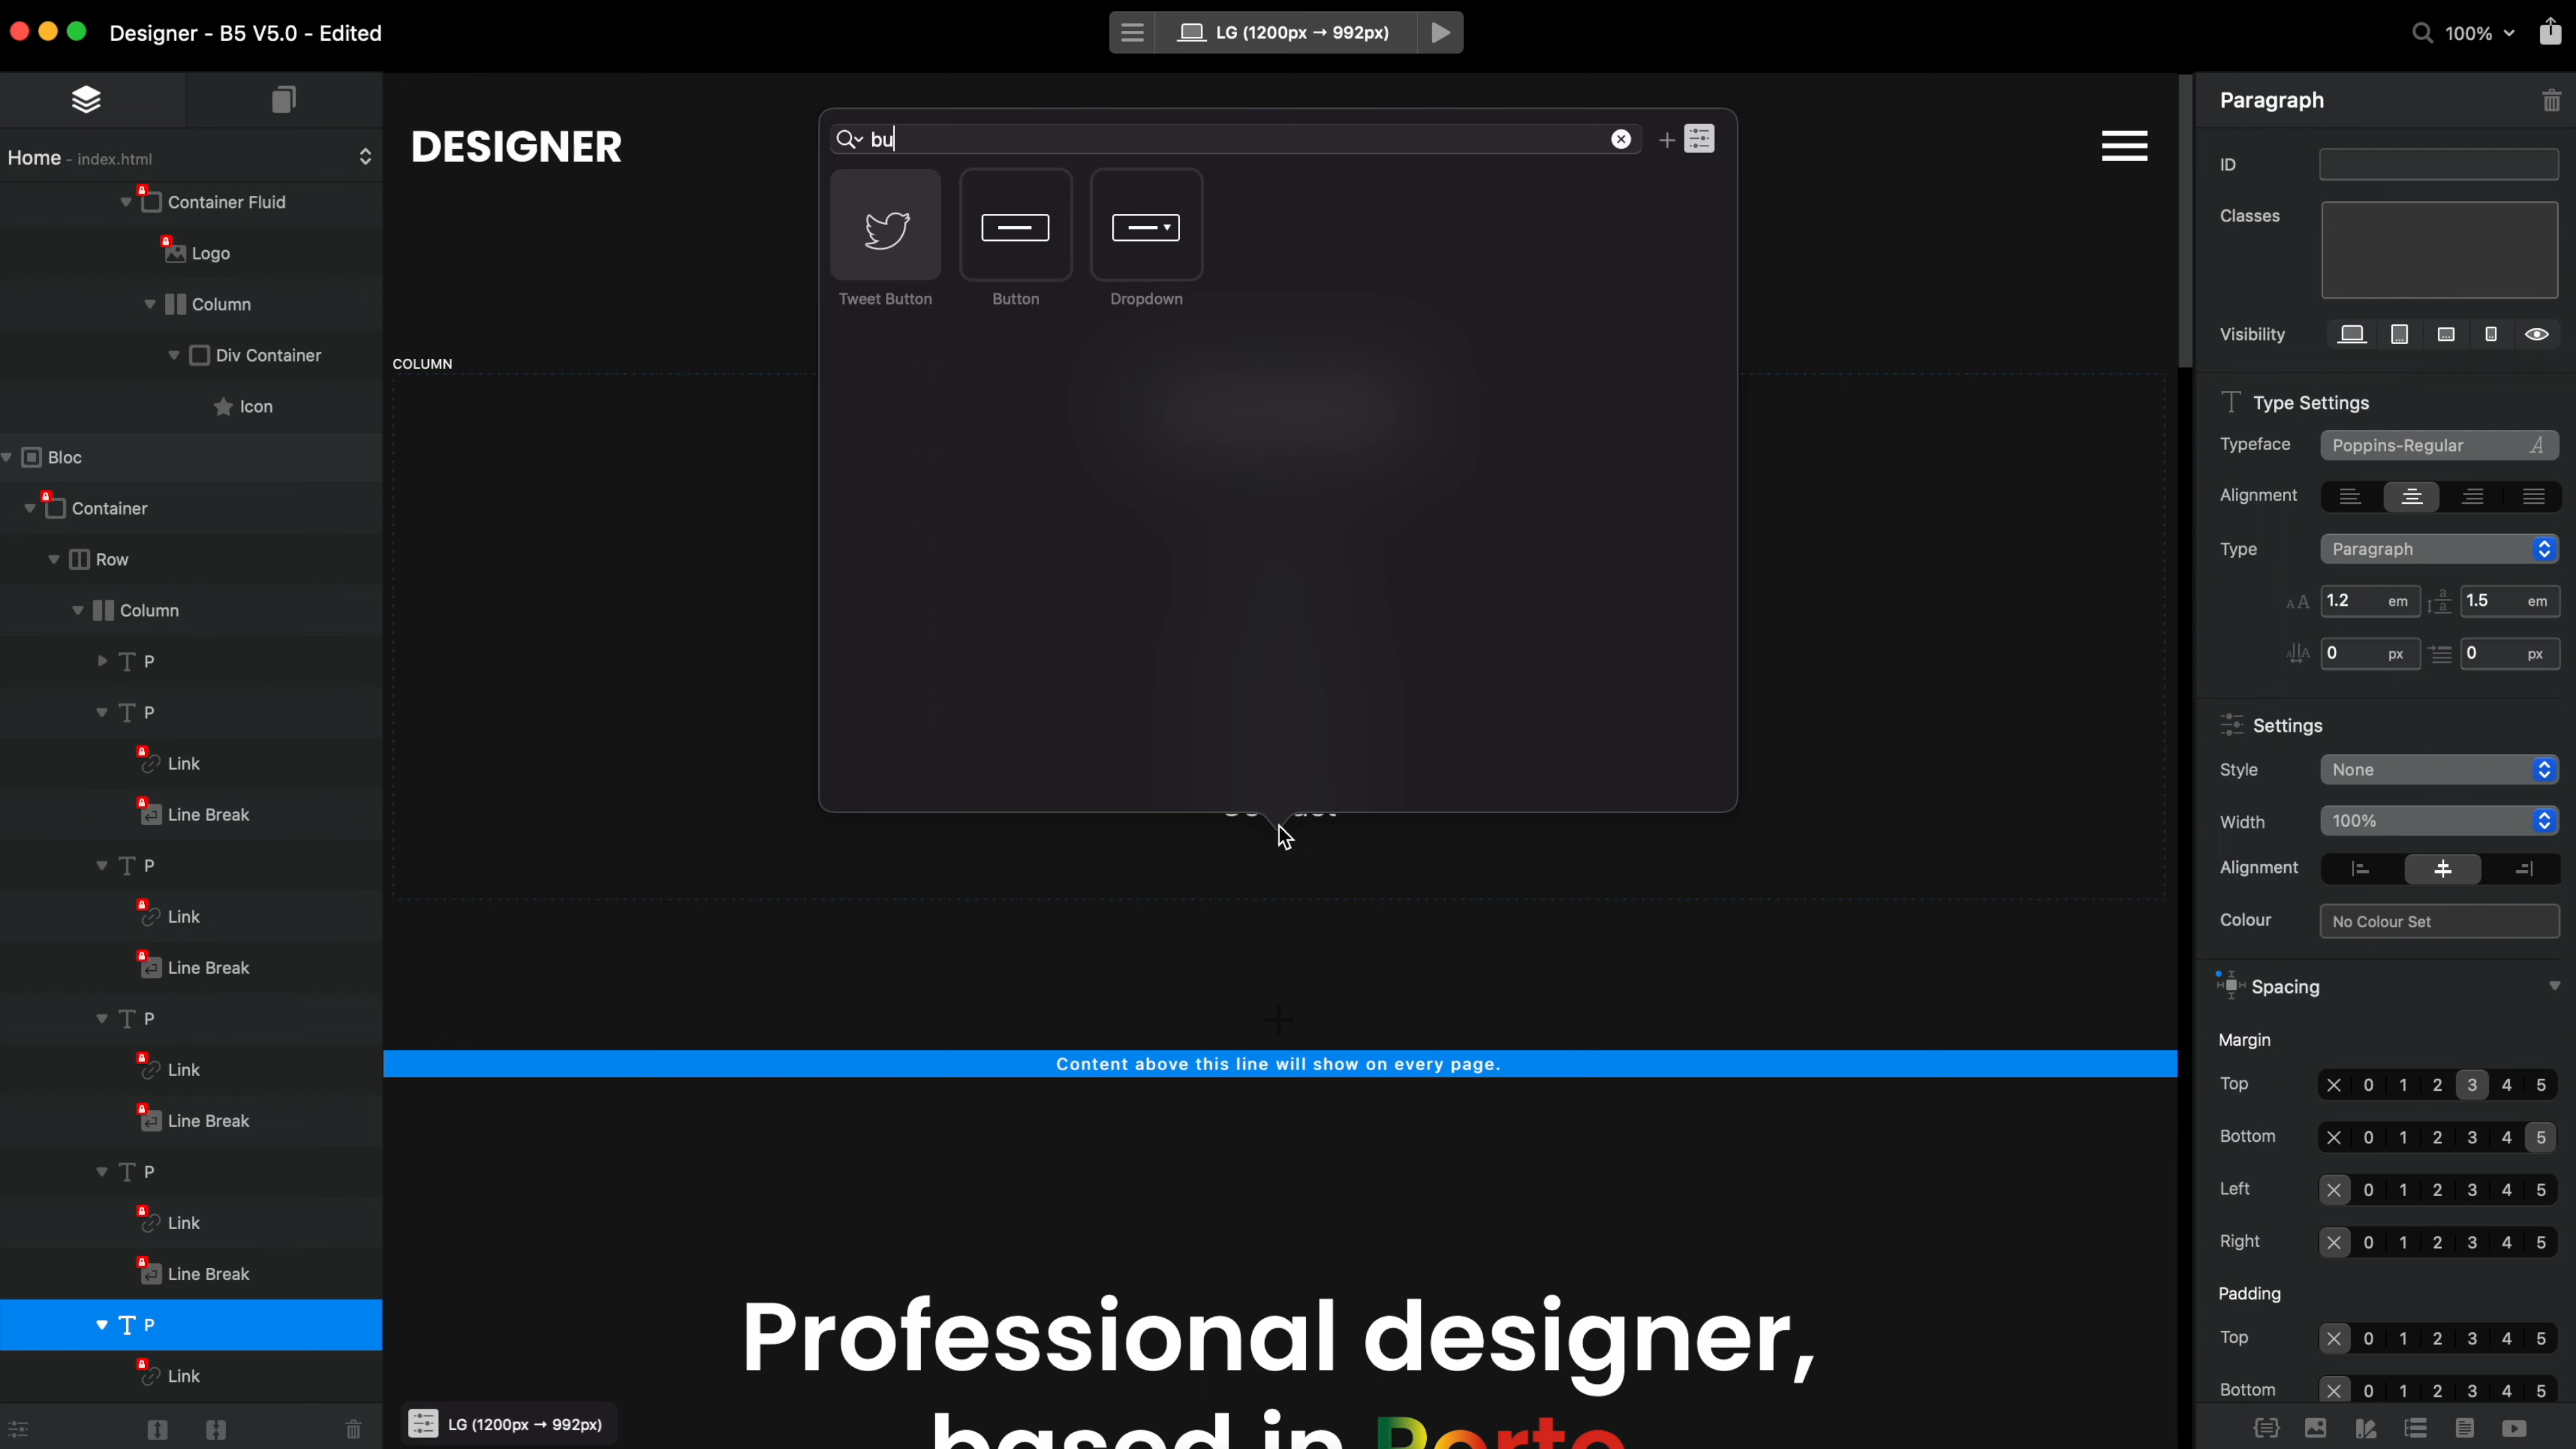 Designer - B5 V5.0 - Edited
LG (1200px → 992px)
100%
Home - index.html
Container Fluid
Logo
Column
Div Container
Icon
Bloc
Container
Row
Column
P
P
Link
Line Break
P
Link
Line Break
P
Link
Line Break
P
Link
Line Break
P
Link
DESIGNER
bu
Tweet Button
Button
Dropdown
COLUMN
Content above this line will show on every page.
Professional designer,
based in Porto
LG (1200px → 992px)
Paragraph
ID
Classes
Visibility
Type Settings
Typeface Poppins-Regular
Alignment
Type Paragraph
1.2 em 1.5 em
0 px 0 px
Settings
Style None
Width 100%
Alignment
Colour No Colour Set
Spacing
Margin
Top 0 1 2 3 4 5
Bottom 0 1 2 3 4 5
Left 0 1 2 3 4 5
Right 0 1 2 3 4 5
Padding
Top 0 1 2 3 4 5
Bottom 0 1 2 3 4 5